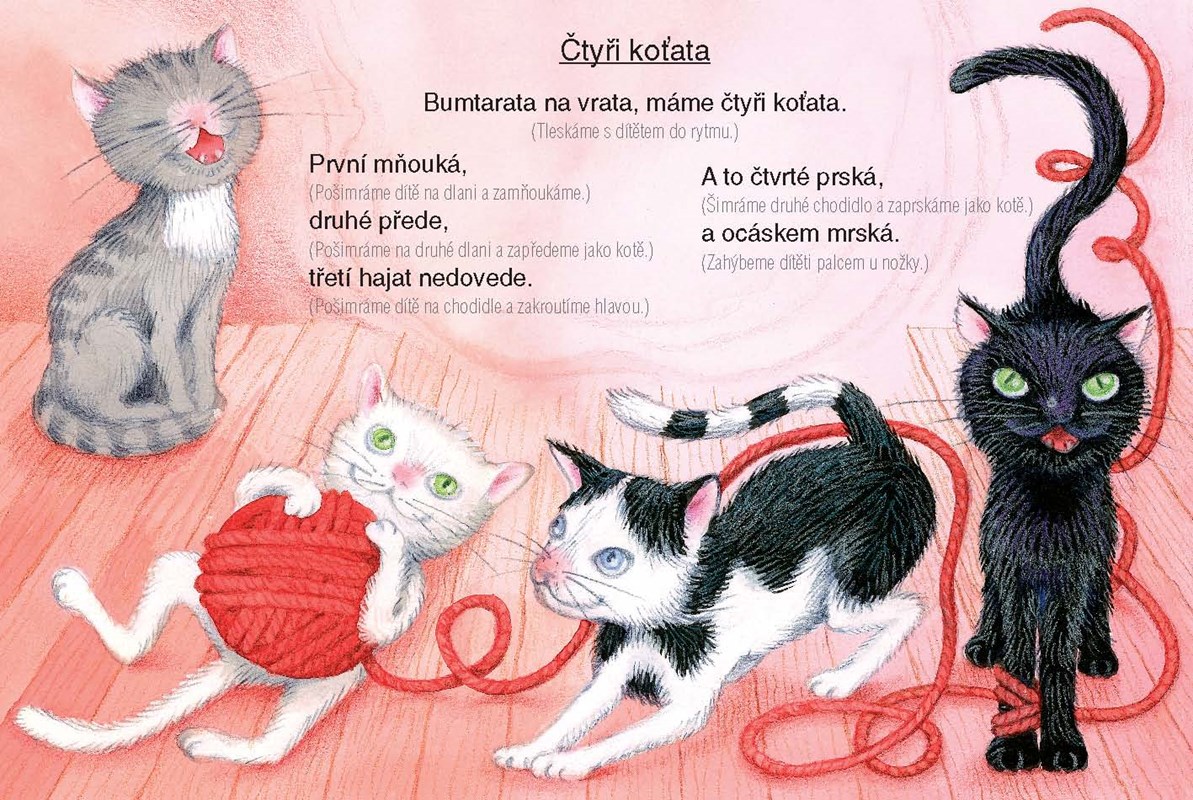 Čtyři koťata
Bumtarata na vrata, máme čtyři koťata.
(Tleskáme s dítětem do rytmu.)
První mňouká,
(Pošimráme dítě na dlani a zamňoukáme.)
druhé přede,
(Pošimráme na druhé dlani a zapředeme jako kotě.)
třetí hajat nedovede.
(Pošimráme dítě na chodidle a zakroutíme hlavou.)
A to čtvrté prská,
(Šimráme druhé chodidlo a zaprskáme jako kotě.)
a ocáskem mrská.
(Zahýbeme dítěti palcem u nožky.)